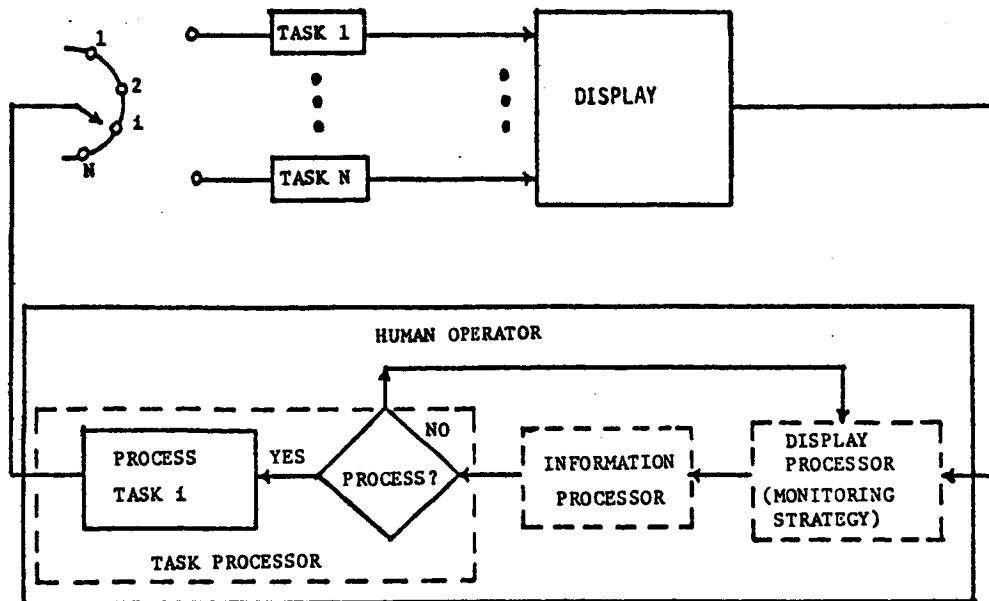 1
2
i
N
TASK 1
TASK N
DISPLAY
HUMAN OPERATOR
PROCESS
TASK i
YES
NO
PROCESS?
TASK PROCESSOR
INFORMATION
PROCESSOR
DISPLAY
PROCESSOR
(MONITORING
STRATEGY)